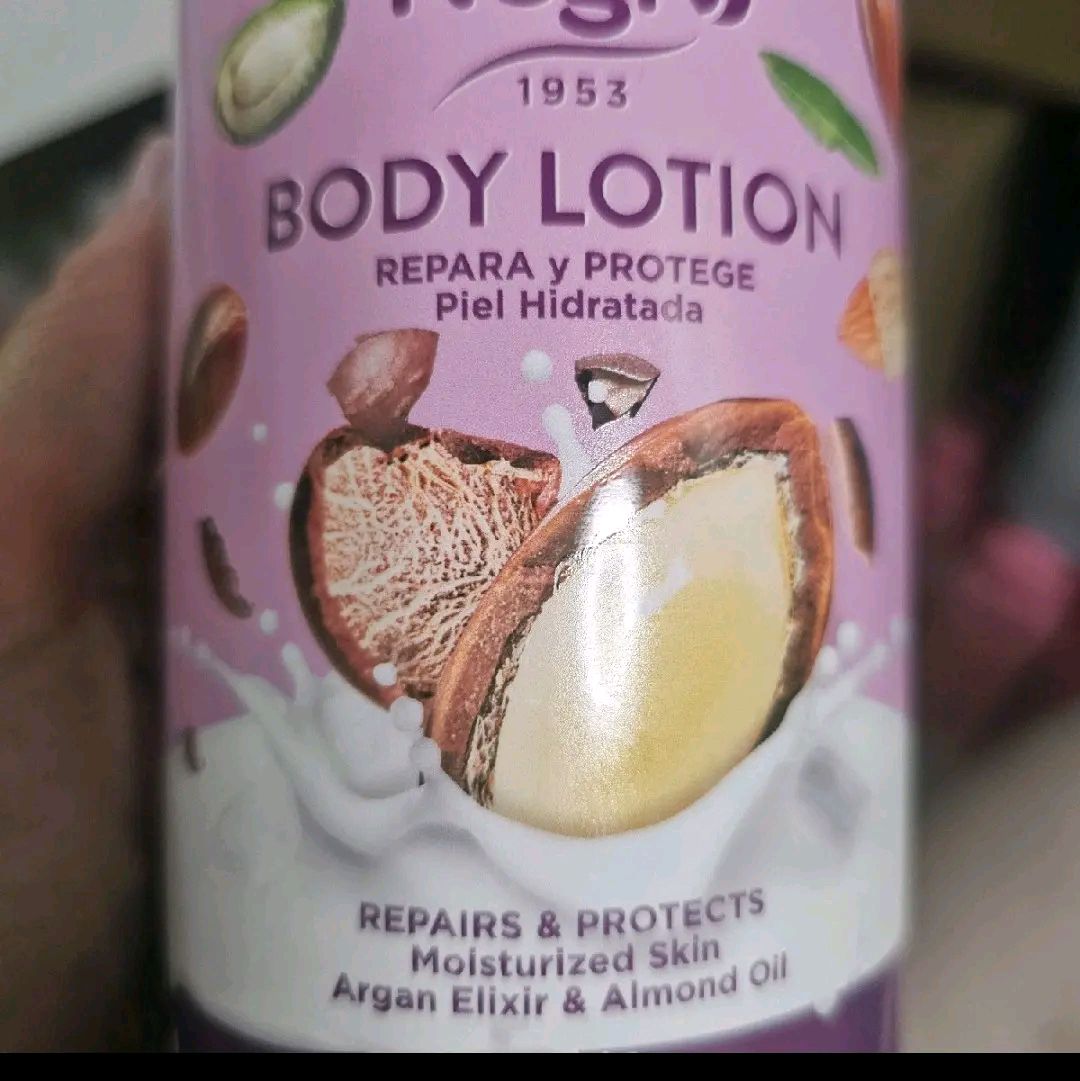 1953
BODY LOTION
REPARA y PROTEGE
Piel Hidratada
REPAIRS & PROTECTS
Moisturized Skin
Argan Elixir & Almond Oil